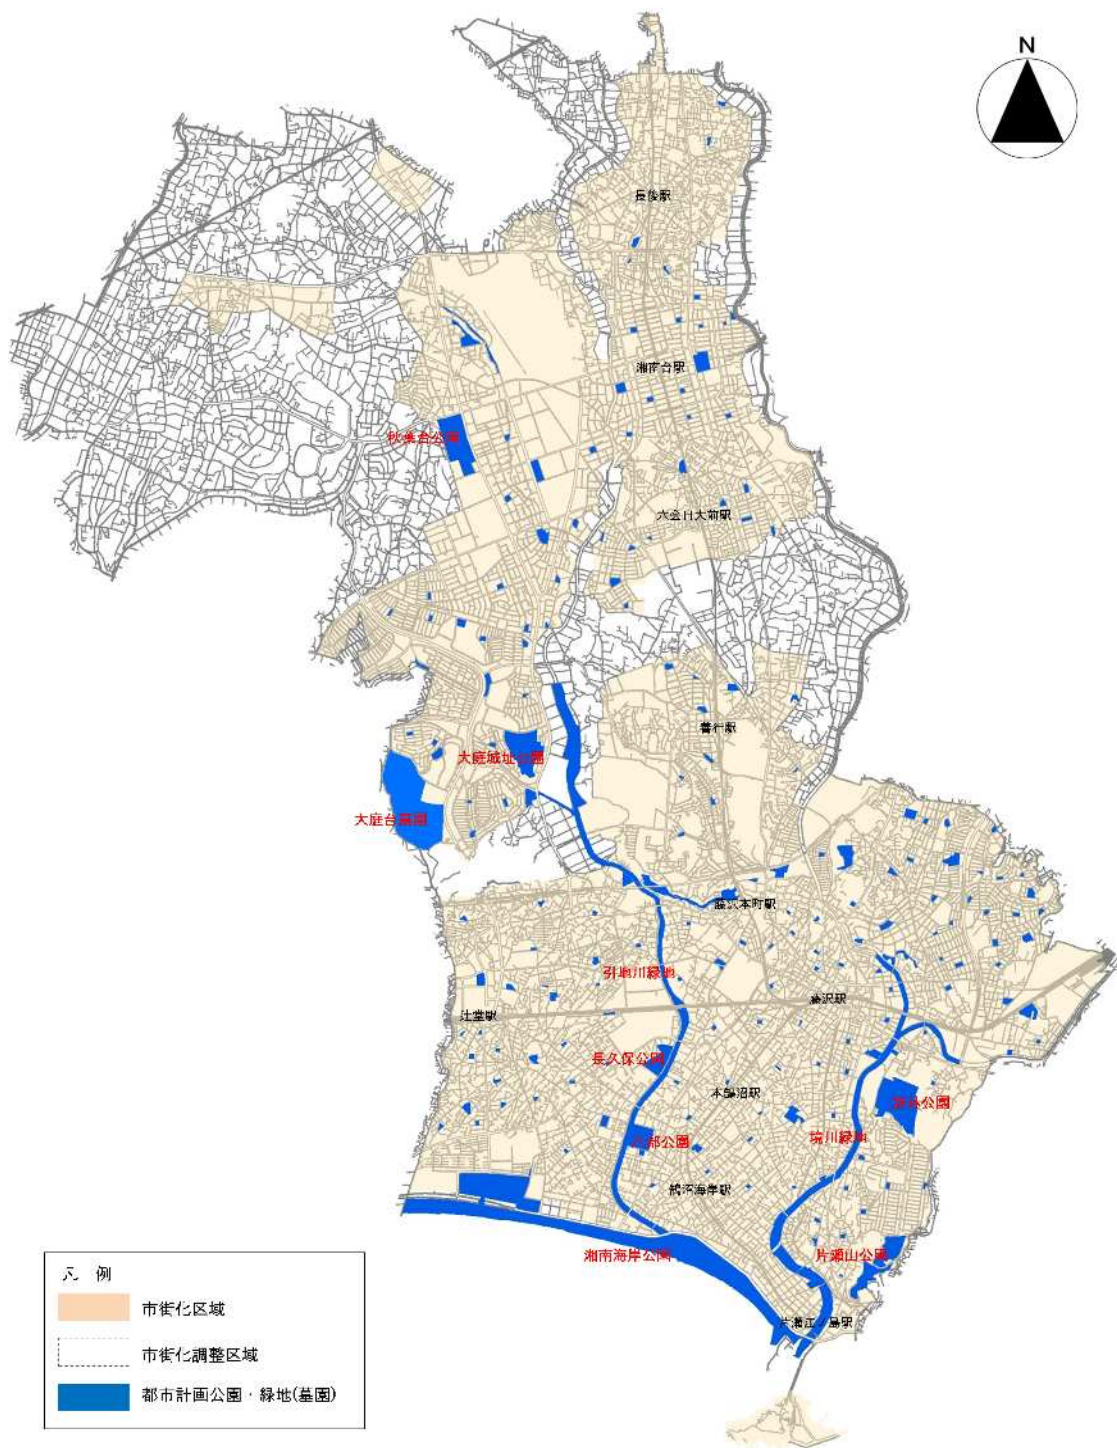 N
長後駅
湘南台駅
秋葉台公園
六会日大前駅
善行駅
大庭城址公園
大庭台墓園
藤沢本町駅
引地川緑地
藤沢駅
辻堂駅
長久保公園
本鵠沼駅
新林公園
境川緑地
八部公園
鵠沼海岸駅
湘南海岸公園
片瀬山公園
片瀬江ノ島駅
凡 例
市街化区域
市街化調整区域
都市計画公園・緑地(墓園)